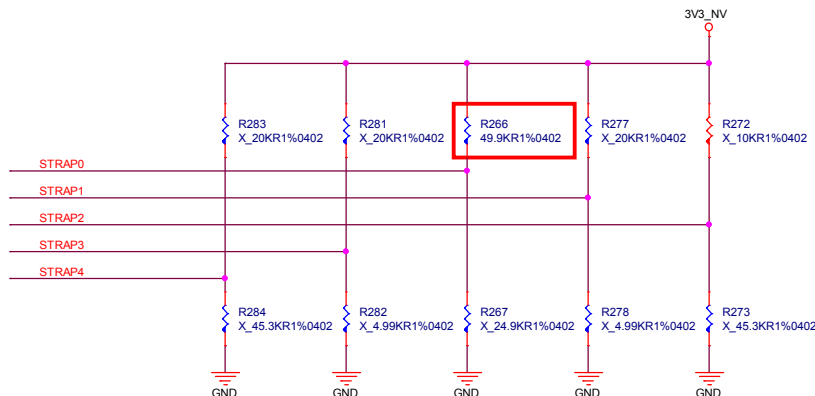 3V3_NV
R283
X_20KR1%0402
R281
X_20KR1%0402
R266
49.9KR1%0402
R277
X_20KR1%0402
R272
X_10KR1%0402
STRAP0
STRAP1
STRAP2
STRAP3
STRAP4
R284
X_45.3KR1%0402
R282
X_4.99KR1%0402
R267
X_24.9KR1%0402
R278
X_4.99KR1%0402
R273
X_45.3KR1%0402
GND
GND
GND
GND
GND